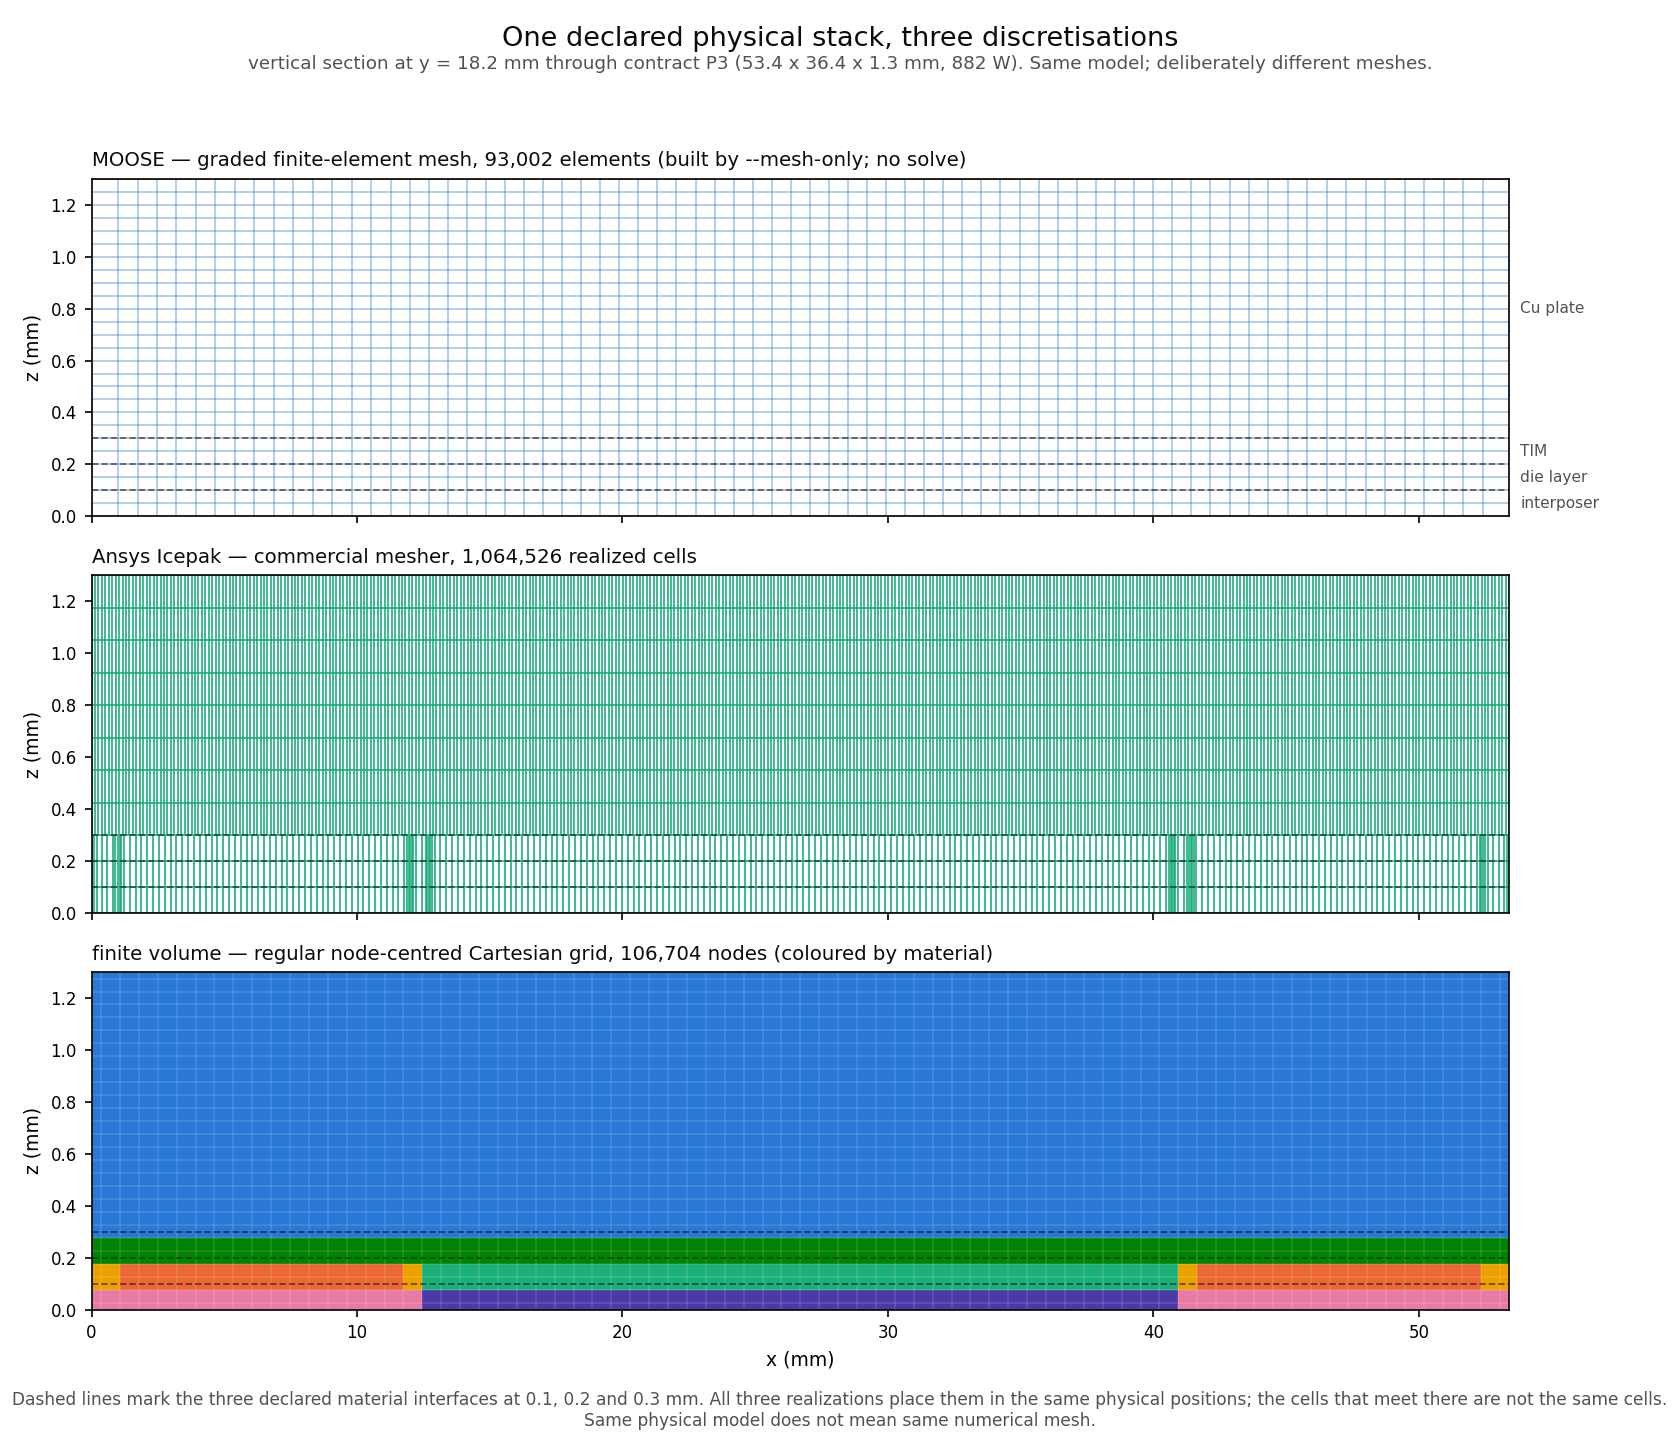 One declared physical stack, three discretisations
vertical section at y = 18.2 mm through contract P3 (53.4 x 36.4 x 1.3 mm, 882 W). Same model; deliberately different meshes.
MOOSE — graded finite-element mesh, 93,002 elements (built by --mesh-only; no solve)
z (mm)
1.2
1.0
0.8
0.6
0.4
0.2
0.0
Cu plate
TIM
die layer
interposer
Ansys Icepak — commercial mesher, 1,064,526 realized cells
z (mm)
1.2
1.0
0.8
0.6
0.4
0.2
0.0
finite volume — regular node-centred Cartesian grid, 106,704 nodes (coloured by material)
z (mm)
1.2
1.0
0.8
0.6
0.4
0.2
0.0
0 10 20 30 40 50
x (mm)
Dashed lines mark the three declared material interfaces at 0.1, 0.2 and 0.3 mm. All three realizations place them in the same physical positions; the cells that meet there are not the same cells.
Same physical model does not mean same numerical mesh.